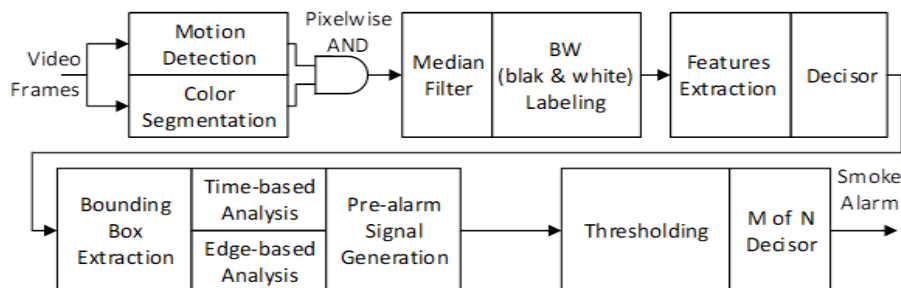 Video
Frames
Motion
Detection
Color
Segmentation
Pixelwise
AND
Median
Filter
BW
(blak & white)
Labeling
Features
Extraction
Decisor
Bounding
Box
Extraction
Time-based
Analysis
Edge-based
Analysis
Pre-alarm
Signal
Generation
Thresholding
M of N
Decisor
Smoke
Alarm